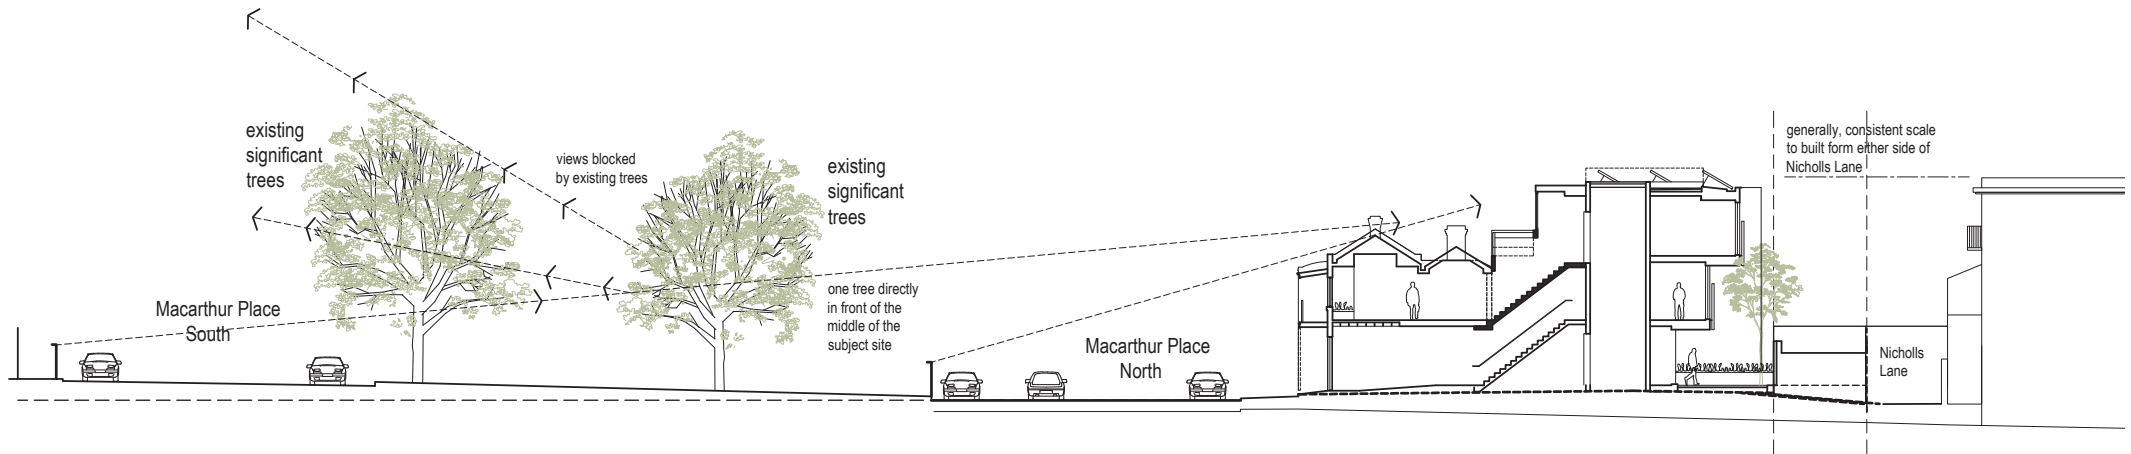 existing
significant
trees
views blocked
by existing trees
existing
significant
trees
one tree directly
in front of the
middle of the
subject site
Macarthur Place
South
Macarthur Place
North
generally, consistent scale
to built form either side of
Nicholls Lane
Nicholls
Lane